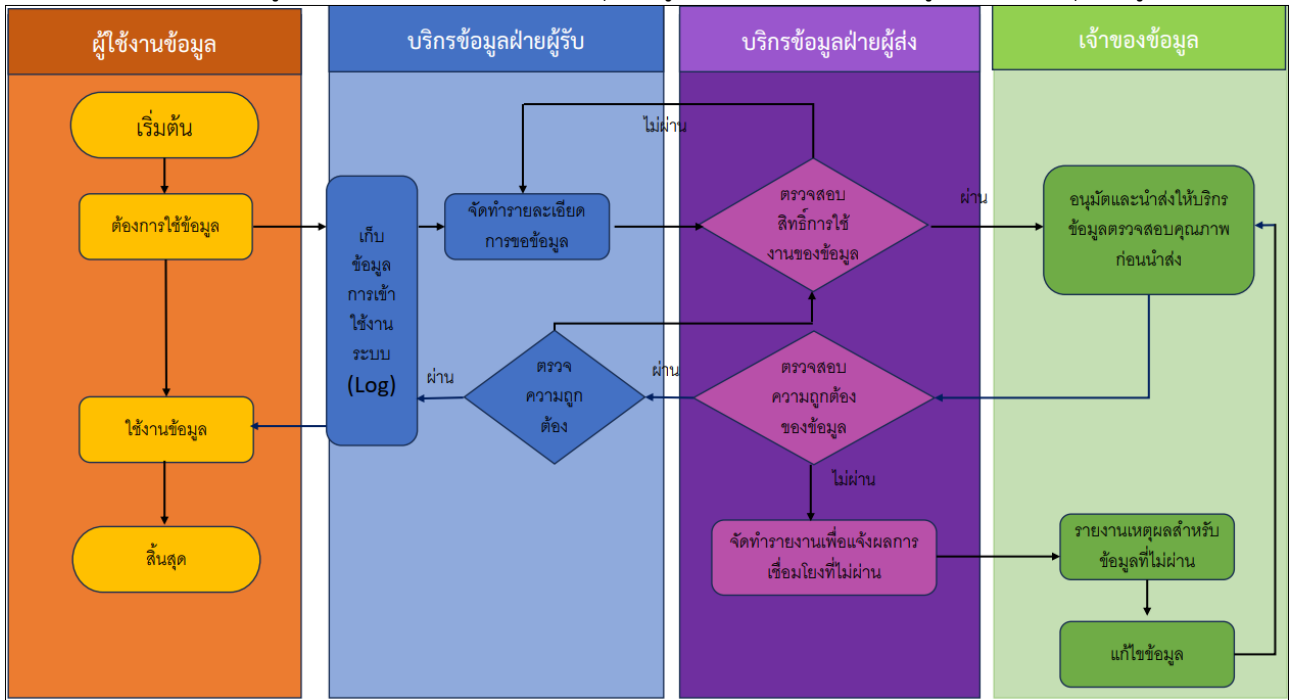 ผู้ใช้งานข้อมูล
บริกรข้อมูลฝ่ายผู้รับ
บริกรข้อมูลฝ่ายผู้ส่ง
เจ้าของข้อมูล
เริ่มต้น
ไม่ผ่าน
ต้องการใช้ข้อมูล
เก็บ
ข้อมูล
การเข้า
ใช้งาน
ระบบ
(Log)
จัดทำรายละเอียด
การขอข้อมูล
ตรวจสอบ
สิทธิ์การใช้
งานของข้อมูล
ผ่าน
อนุมัติและนำส่งให้บริกร
ข้อมูลตรวจสอบคุณภาพ
ก่อนนำส่ง
ผ่าน
ตรวจ
ความถูก
ต้อง
ผ่าน
ตรวจสอบ
ความถูกต้อง
ของข้อมูล
ใช้งานข้อมูล
ไม่ผ่าน
สิ้นสุด
จัดทำรายงานเพื่อแจ้งผลการ
เชื่อมโยงที่ไม่ผ่าน
รายงานเหตุผลสำหรับ
ข้อมูลที่ไม่ผ่าน
แก้ไขข้อมูล